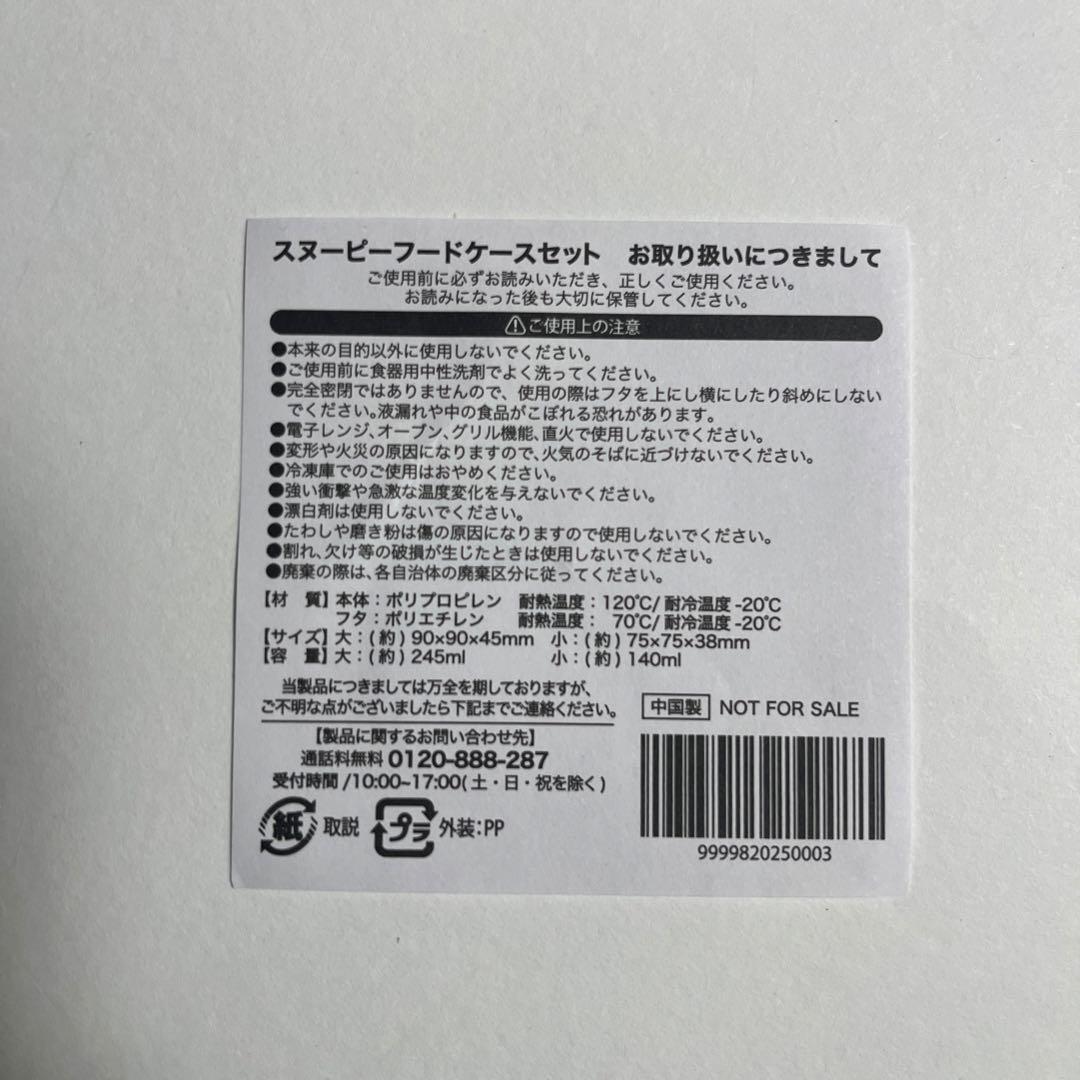 スヌーピーフードケースセット　お取り扱いにつきまして
ご使用前に必ずお読みいただき、正しくご使用ください。
お読みになった後も大切に保管してください。
⚠ご使用上の注意
●本来の目的以外に使用しないでください。
●ご使用前に食器用中性洗剤でよく洗ってください。
●完全密閉ではありませんので、使用の際はフタを上にし横にしたり斜めにしない
でください。液漏れや中の食品がこぼれる恐れがあります。
●電子レンジ、オーブン、グリル機能、直火で使用しないでください。
●変形や火災の原因になりますので、火気のそばに近づけないでください。
●冷凍庫でのご使用はおやめください。
●強い衝撃や急激な温度変化を与えないでください。
●漂白剤は使用しないでください。
●たわしや磨き粉は傷の原因になりますので使用しないでください。
●割れ、欠け等の破損が生じたときは使用しないでください。
●廃棄の際は、各自治体の廃棄区分に従ってください。
【材　質】本体：ポリプロピレン　耐熱温度：120℃/耐冷温度-20℃
フタ：ポリエチレン　耐熱温度：70℃/耐冷温度-20℃
【サイズ】大：(約)90×90×45mm　小：(約)75×75×38mm
【容　量】大：(約)245ml　小：(約)140ml
当製品につきましては万全を期しておりますが、
ご不明な点がございましたら下記までご連絡ください。
【製品に関するお問い合わせ先】
通話料無料 0120-888-287
受付時間/10:00~17:00(土・日・祝を除く)
紙 取説 プラ 外装：PP
中国製 NOT FOR SALE
9999820250003